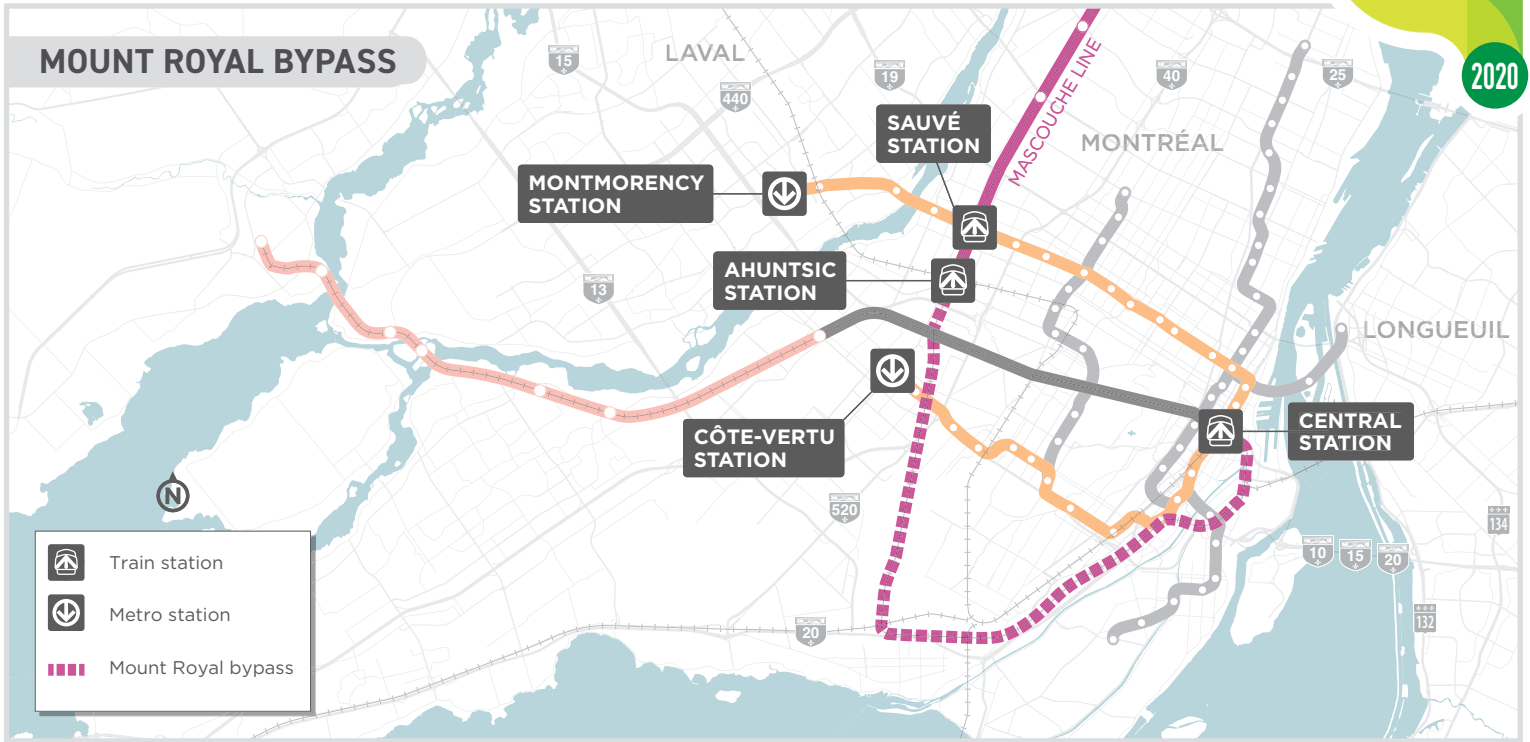 MOUNT ROYAL BYPASS
2020
LAVAL
15
440
19
40
25
SAUVÉ
STATION
MASCOUCHE LINE
MONTRÉAL
MONTMORENCY
STATION
AHUNTSIC
STATION
13
LONGUEUIL
CÔTE-VERTU
STATION
CENTRAL
STATION
N
520
134
10
15
20
132
20
Train station
Metro station
Mount Royal bypass